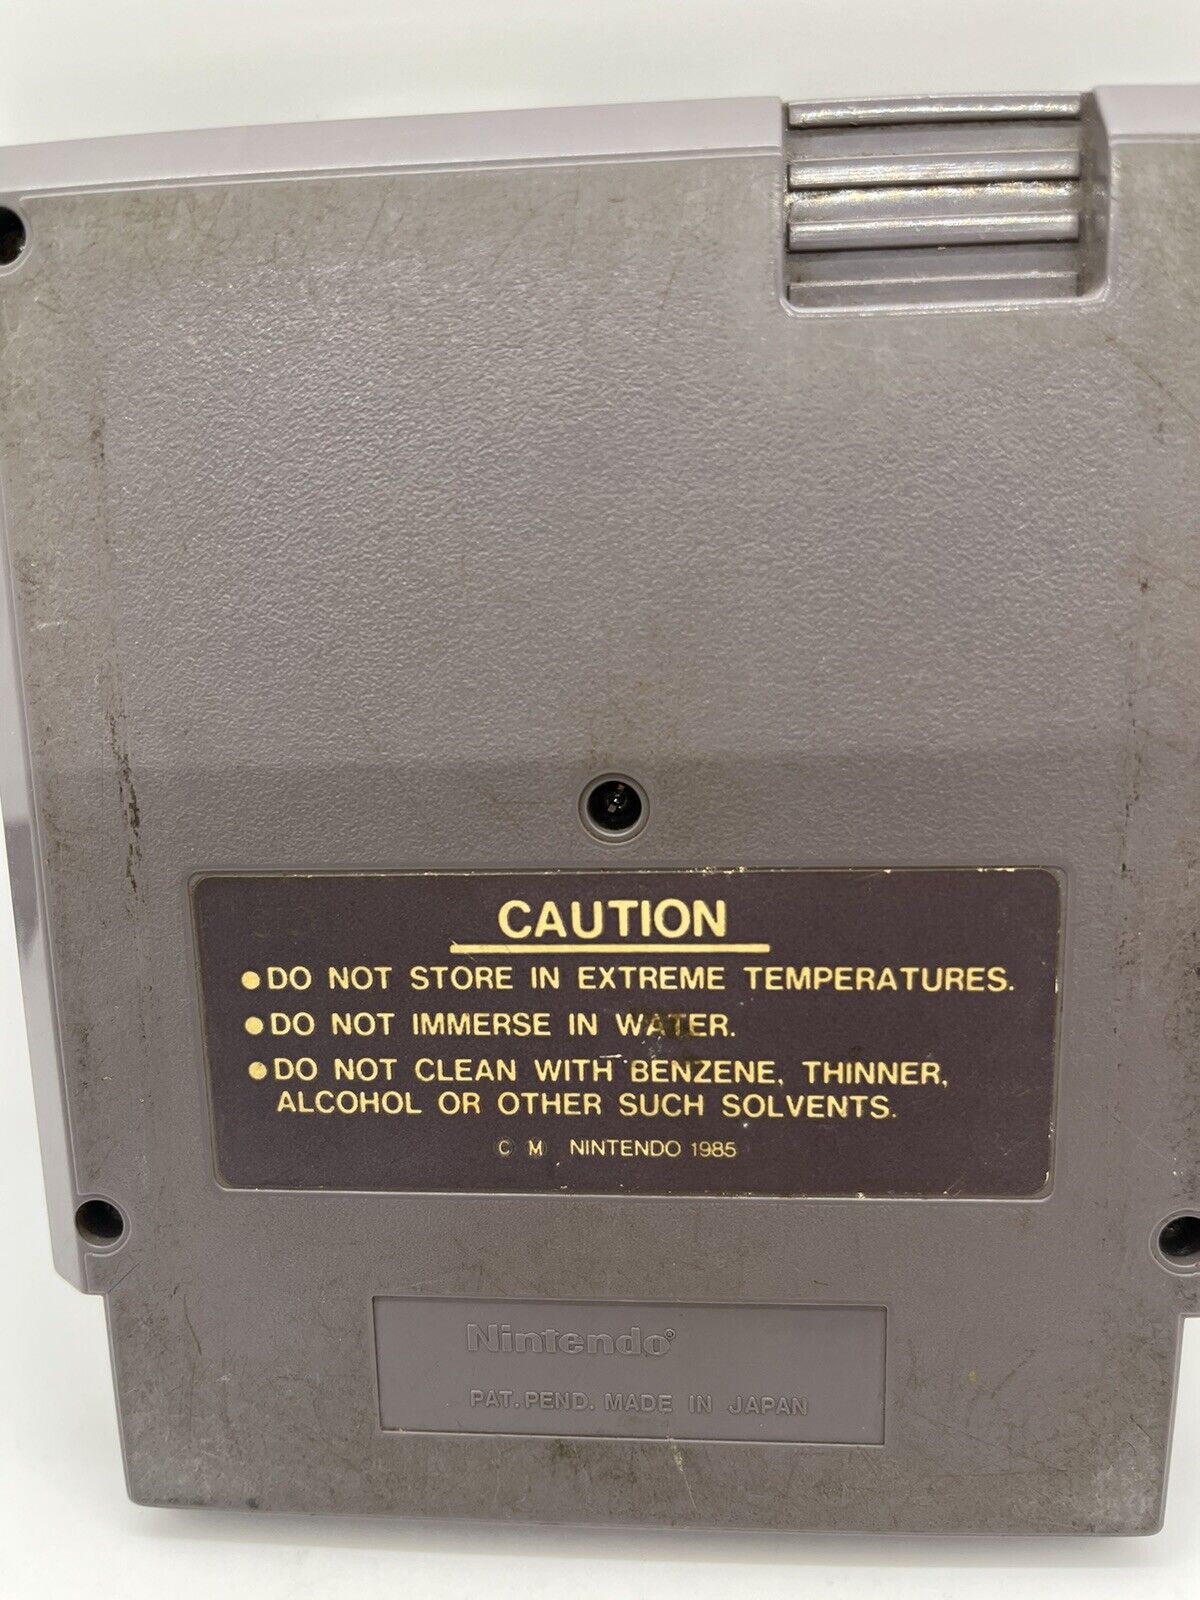 CAUTION
●DO NOT STORE IN EXTREME TEMPERATURES.
●DO NOT IMMERSE IN WATER.
●DO NOT CLEAN WITH BENZENE, THINNER,
ALCOHOL OR OTHER SUCH SOLVENTS.
Ⓒ Ⓜ NINTENDO 1985
Nintendo®
PAT. PEND. MADE IN JAPAN